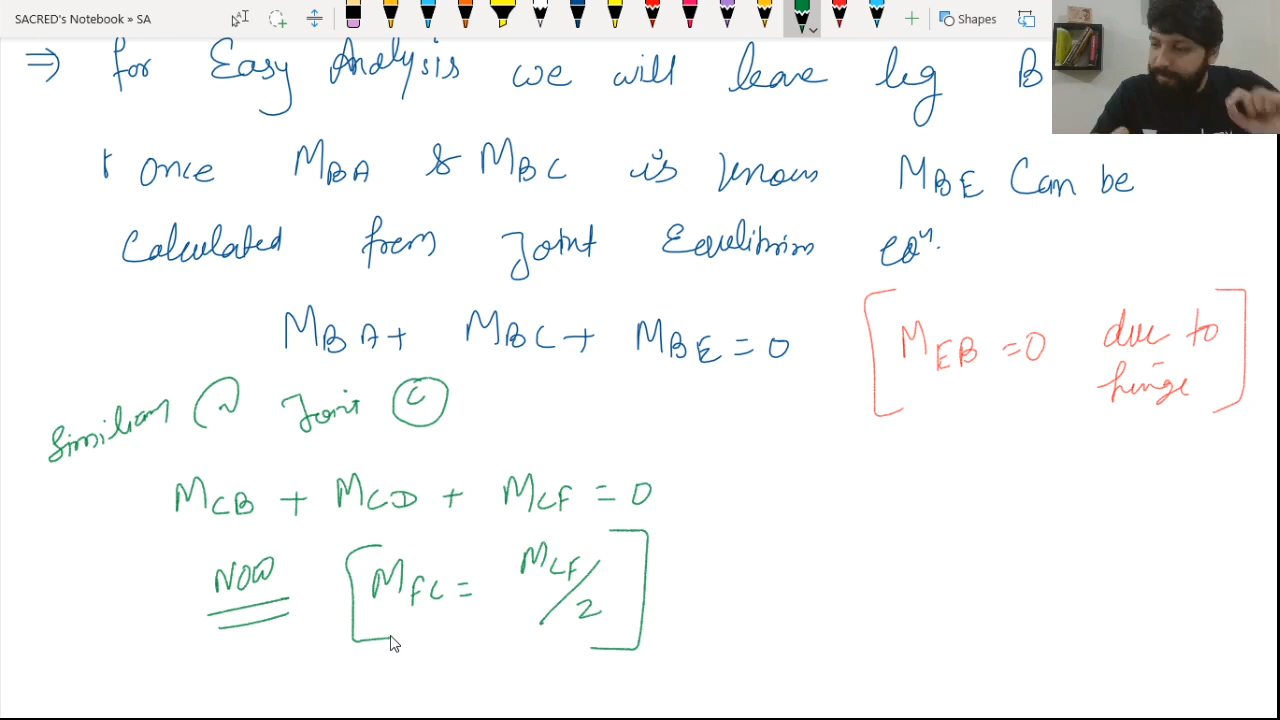 SACRED's Notebook » SA
Shapes
⇒ for Easy Analysis we will leave leg B
once MBA & MBC is known MBE Can be
Calculated from Joint Equilibrium eqn.
MBA + MBC + MBE = 0
[MEB = 0 due to
hinge]
@ Joint C
MCB + MCD + MCF = 0
NOW [MFC = MCF/2]